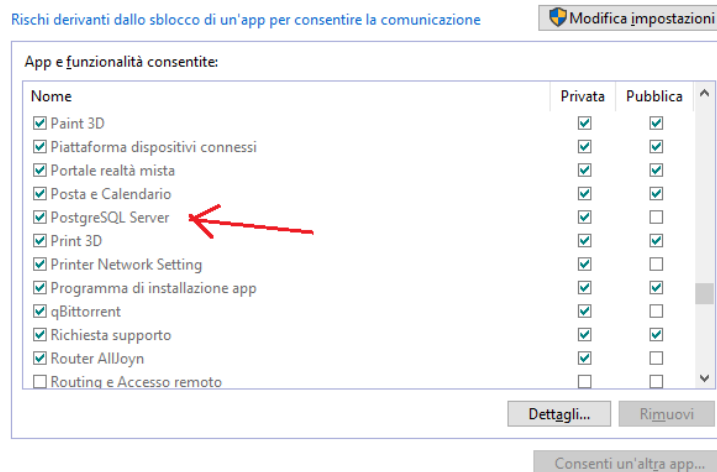 Rischi derivanti dallo sblocco di un'app per consentire la comunicazione
Modifica impostazioni
App e funzionalità consentite:
Nome Privata Pubblica
Paint 3D
Piattaforma dispositivi connessi
Portale realtà mista
Posta e Calendario
PostgreSQL Server
Print 3D
Printer Network Setting
Programma di installazione app
qBittorrent
Richiesta supporto
Router AllJoyn
Routing e Accesso remoto
Dettagli... Rimuovi
Consenti un'altra app...